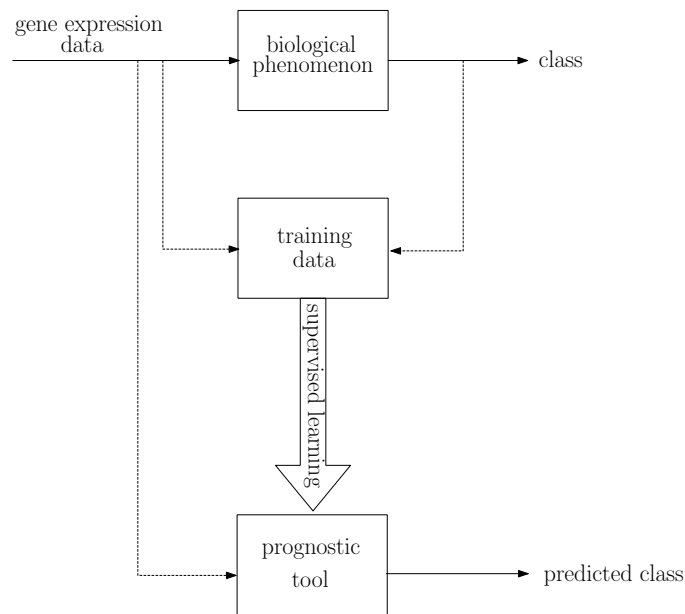 gene expression
data
biological
phenomenon
class
training
data
supervised learning
prognostic
tool
predicted class